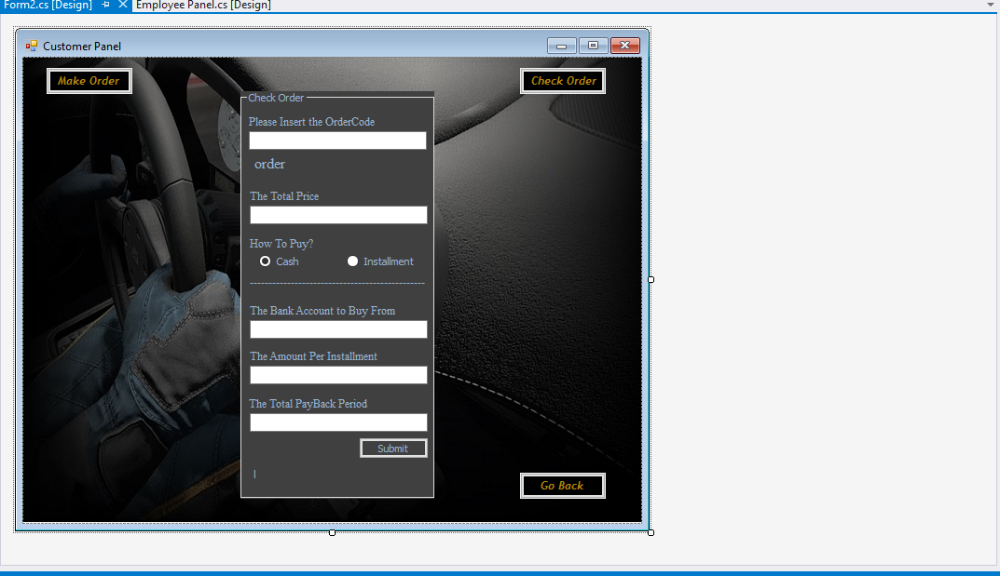 Form2.cs [Design]
Employee Panel.cs [Design]
Customer Panel
Make Order
Check Order
Check Order
Please Insert the OrderCode
order
The Total Price
How To Puy?
Cash
Installment
-----------------------------------------------
The Bank Account to Buy From
The Amount Per Installment
The Total PayBack Period
Submit
l
Go Back